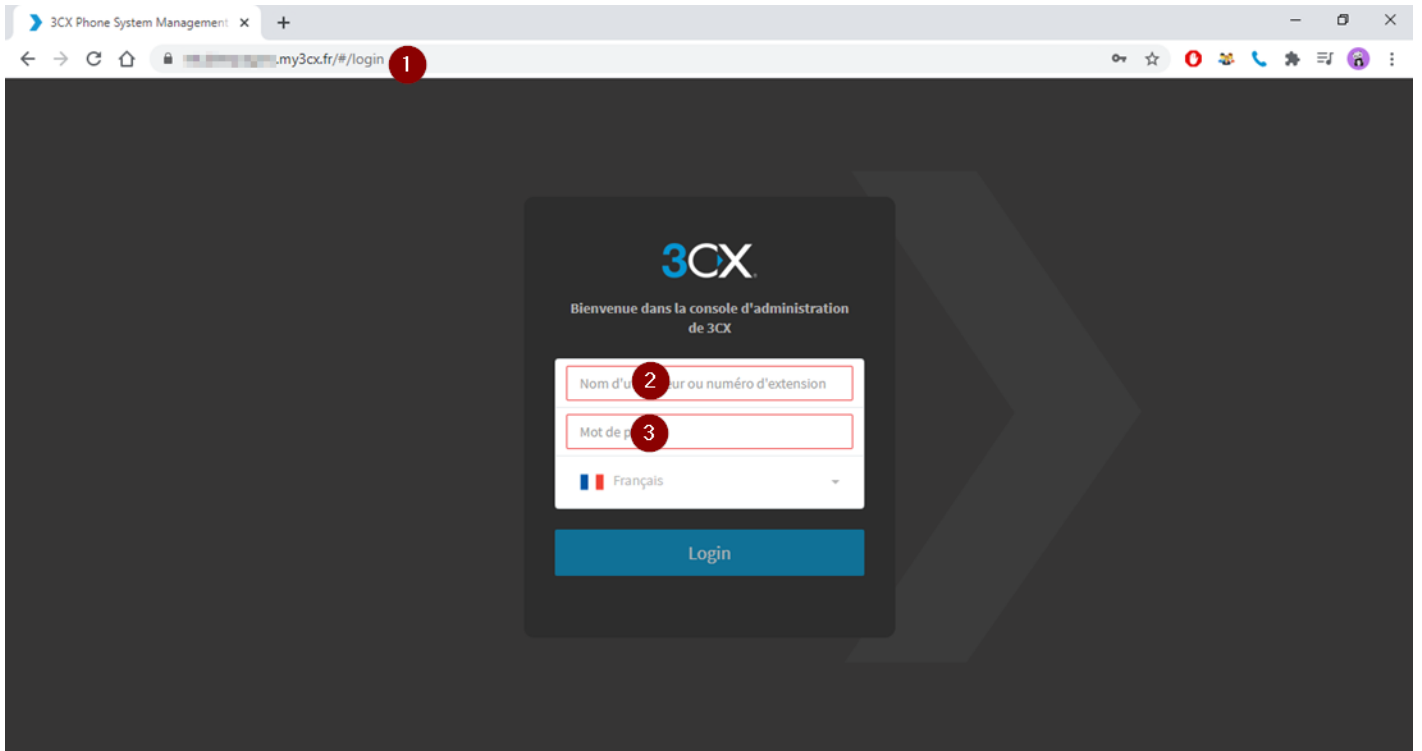 3CX Phone System Management
.my3cx.fr/#/login
1
3CX
Bienvenue dans la console d'administration
de 3CX
2
ou numéro d'extension
3
Mot de
Français
Login